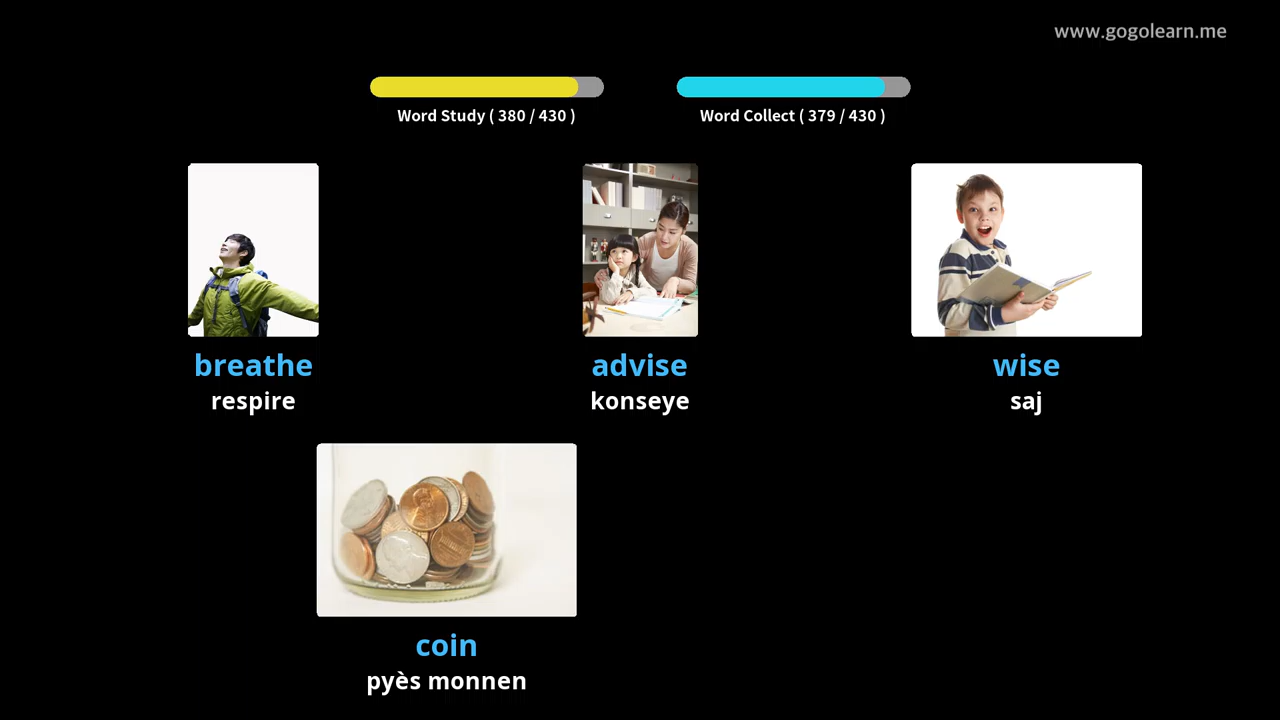 www.gogolearn.me
Word Study ( 380 / 430 )
Word Collect ( 379 / 430 )
breathe
respire
advise
konseye
wise
saj
coin
pyès monnen